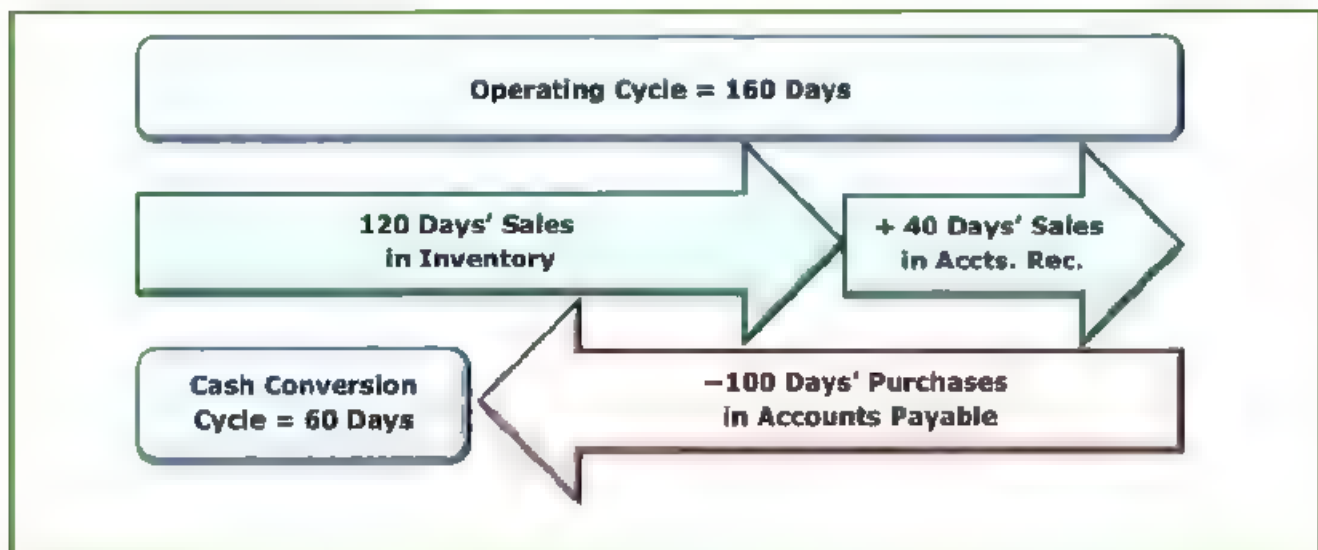 Operating Cycle = 160 Days
120 Days' Sales
in Inventory
+ 40 Days' Sales
in Accts. Rec.
Cash Conversion
Cycle = 60 Days
−100 Days' Purchases
in Accounts Payable